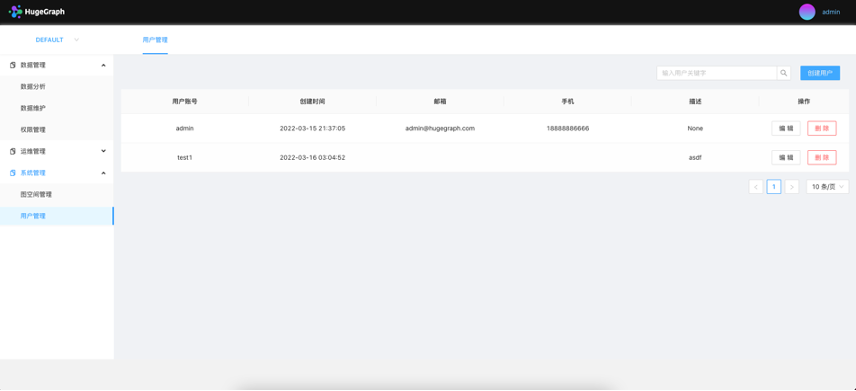 HugeGraph
admin
DEFAULT
用户管理
数据管理
数据分析
数据维护
权限管理
运维管理
系统管理
图空间管理
用户管理
输入用户关键字
创建用户
用户账号 创建时间 邮箱 手机 描述 操作
admin 2022-03-15 21:37:05 admin@hugegraph.com 18888886666 None 编 辑 删 除
test1 2022-03-16 03:04:52 asdf 编 辑 删 除
1 10 条/页